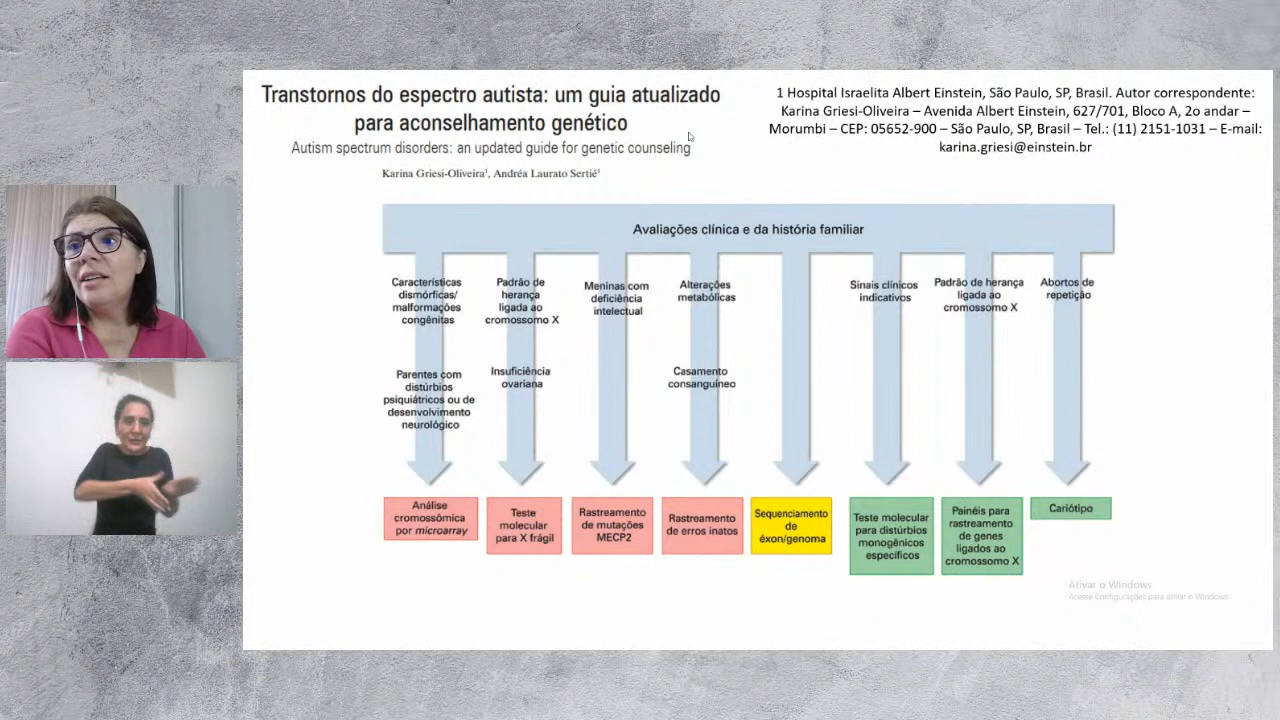 Transtornos do espectro autista: um guia atualizado
para aconselhamento genético
Autism spectrum disorders: an updated guide for genetic counseling
Karina Griesi-Oliveira¹, Andréa Laurato Sertié¹
1 Hospital Israelita Albert Einstein, São Paulo, SP, Brasil. Autor correspondente:
Karina Griesi-Oliveira – Avenida Albert Einstein, 627/701, Bloco A, 2o andar –
Morumbi – CEP: 05652-900 – São Paulo, SP, Brasil – Tel.: (11) 2151-1031 – E-mail:
karina.griesi@einstein.br
Avaliações clínica e da história familiar
Características
dismórficas/
malformações
congênitas
Parentes com
distúrbios
psiquiátricos ou de
desenvolvimento
neurológico
Padrão de
herança
ligada ao
cromossomo X
Insuficiência
ovariana
Meninas com
deficiência
intelectual
Alterações
metabólicas
Casamento
consanguíneo
Sinais clínicos
indicativos
Padrão de herança
ligada ao
cromossomo X
Abortos de
repetição
Análise
cromossômica
por microarray
Teste
molecular
para X frágil
Rastreamento
de mutações
MECP2
Rastreamento
de erros inatos
Sequenciamento
de
éxon/genoma
Teste molecular
para distúrbios
monogênicos
específicos
Painéis para
rastreamento
de genes
ligados ao
cromossomo X
Cariótipo
Ativar o Windows
Acesse Configurações para ativar o Windows.